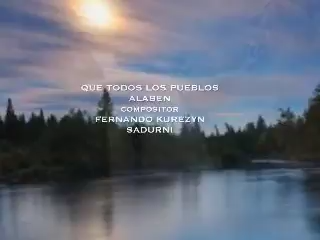 QUE TODOS LOS PUEBLOS
ALABEN
COMPOSITOR
FERNANDO KUREZYN
SADURNI